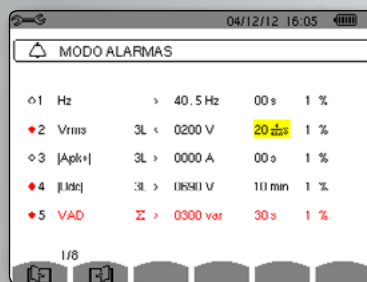 04/12/12 16:05
MODO ALARMAS
1 Hz > 40.5 Hz 00 s 1 %
2 Vrms 3L < 0200 V 20 1 %
3 |Apk+| 3L > 0000 A 00 s 1 %
4 |Udc| 3L > 0690 V 10 min 1 %
5 VAD Σ > 0300 var 30 s 1 %
1/8